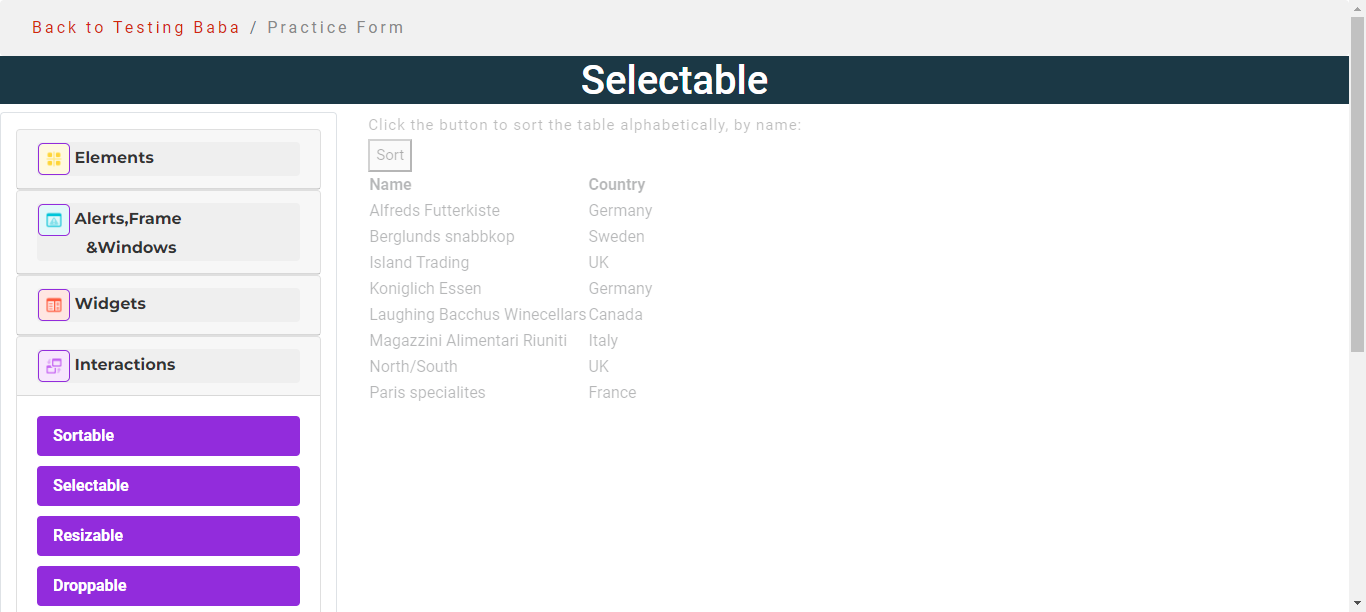 Back to Testing Baba / Practice Form
Selectable
Elements
Alerts,Frame
&Windows
Widgets
Interactions
Sortable
Selectable
Resizable
Droppable
Click the button to sort the table alphabetically, by name:
Sort
Name Country
Alfreds Futterkiste Germany
Berglunds snabbkop Sweden
Island Trading UK
Koniglich Essen Germany
Laughing Bacchus Winecellars Canada
Magazzini Alimentari Riuniti Italy
North/South UK
Paris specialites France